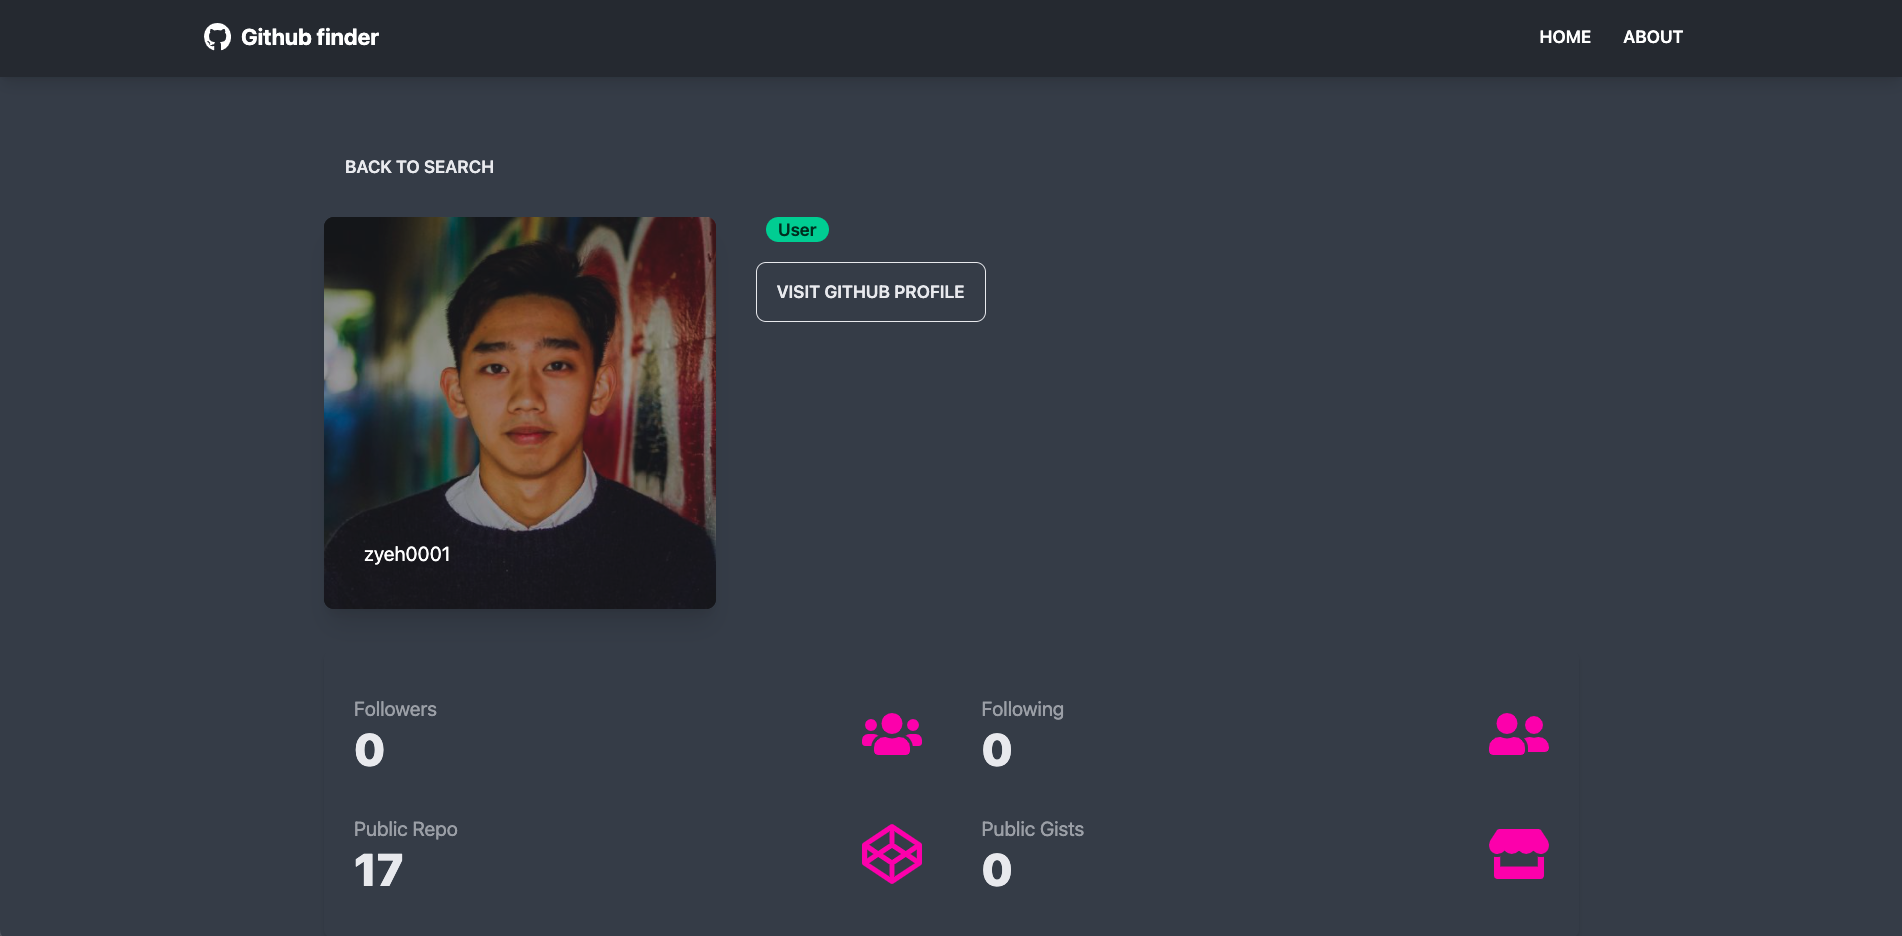 Github finder
HOME ABOUT
BACK TO SEARCH
User
VISIT GITHUB PROFILE
zyeh0001
Followers
0
Following
0
Public Repo
17
Public Gists
0